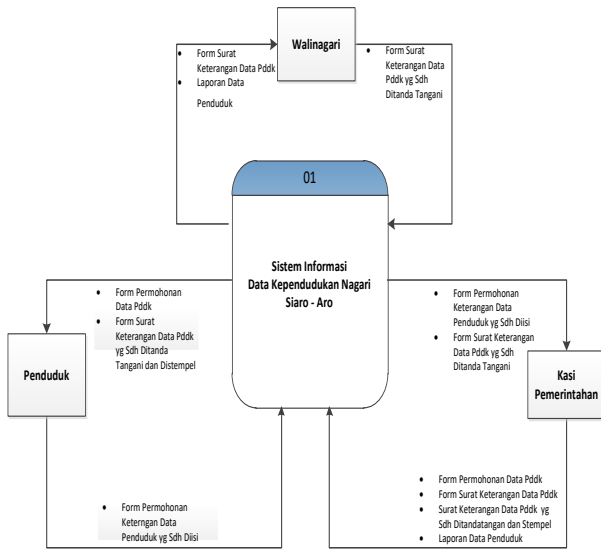 Walinagari
Form Surat
Keterangan Data Pddk
Laporan Data
Penduduk
Form Surat
Keterangan Data
Pddk yg Sdh
Ditanda Tangani
01
Sistem Informasi
Data Kependudukan Nagari
Siaro - Aro
Form Permohonan
Data Pddk
Form Surat
Keterangan Data Pddk
yg Sdh Ditanda
Tangani dan Distempel
Penduduk
Form Permohonan
Keterangan Data
Penduduk yg Sdh Diisi
Form Surat Keterangan
Data Pddk yg Sdh
Ditanda Tangani
Kasi
Pemerintahan
Form Permohonan
Keterngan Data
Penduduk yg Sdh Diisi
Form Permohonan Data Pddk
Form Surat Keterangan Data Pddk
Surat Keterangan Data Pddk yg
Sdh Ditandatangan dan Stempel
Laporan Data Penduduk